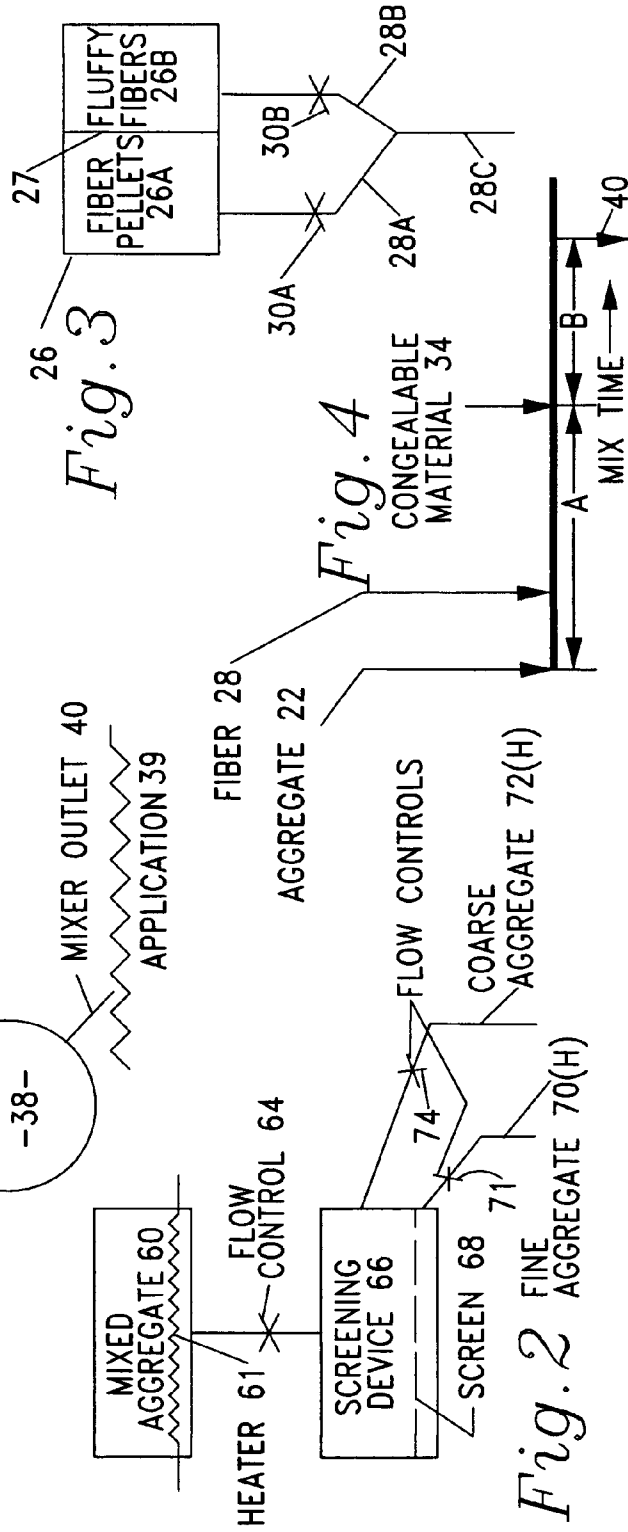 -38-
MIXER OUTLET 40
APPLICATION 39
MIXED
AGGREGATE 60
HEATER 61
FLOW
CONTROL 64
SCREENING
DEVICE 66
SCREEN 68
FLOW CONTROLS
74
71
COARSE
AGGREGATE 72(H)
FINE
AGGREGATE 70(H)
Fig. 2
26
27
FIBER
PELLETS
26A
FLUFFY
FIBERS
26B
30A
30B
28A
28B
28C
Fig. 3
FIBER 28
AGGREGATE 22
CONGEALABLE
MATERIAL 34
A
B
MIX TIME
40
Fig. 4